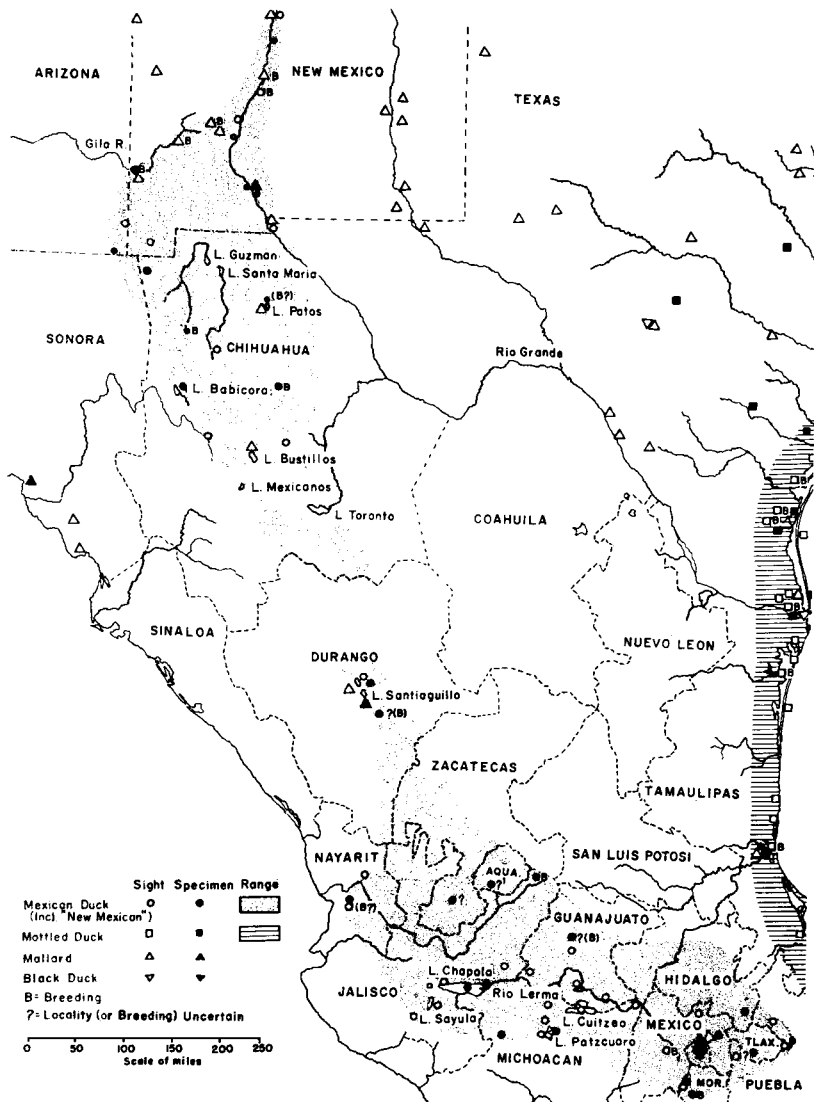 ARIZONA
NEW MEXICO
TEXAS
B
B
B
B
Gila R.
B
L. Guzman
L. Santa Maria
(B?)
L. Patos
B
SONORA
CHIHUAHUA
Rio Grande
L. Babicora
B
L. Bustillos
L. Mexicanos
L. Toronto
COAHUILA
B
B
B
B
SINALOA
NUEVO LEON
DURANGO
L. Santiaguillo
?(B)
B
ZACATECAS
TAMAULIPAS
NAYARIT
SAN LUIS POTOSI
B
AQUA.
?
B
?
(B??)
GUANAJUATO
?(B)
HIDALGO
L. Chapala
JALISCO
Rio Lerma
L. Sayula?
L. Cuitzeo
MEXICO
?
L. Patzcuaro
TLAX.
B
?
MICHOACAN
MOR.
PUEBLA
B
Sight Specimen Range
Mexican Duck
(Incl. "New Mexican")
Mottled Duck
Mallard
Black Duck
B= Breeding
?= Locality (or Breeding) Uncertain
0 50 100 150 200 250
Scale of miles